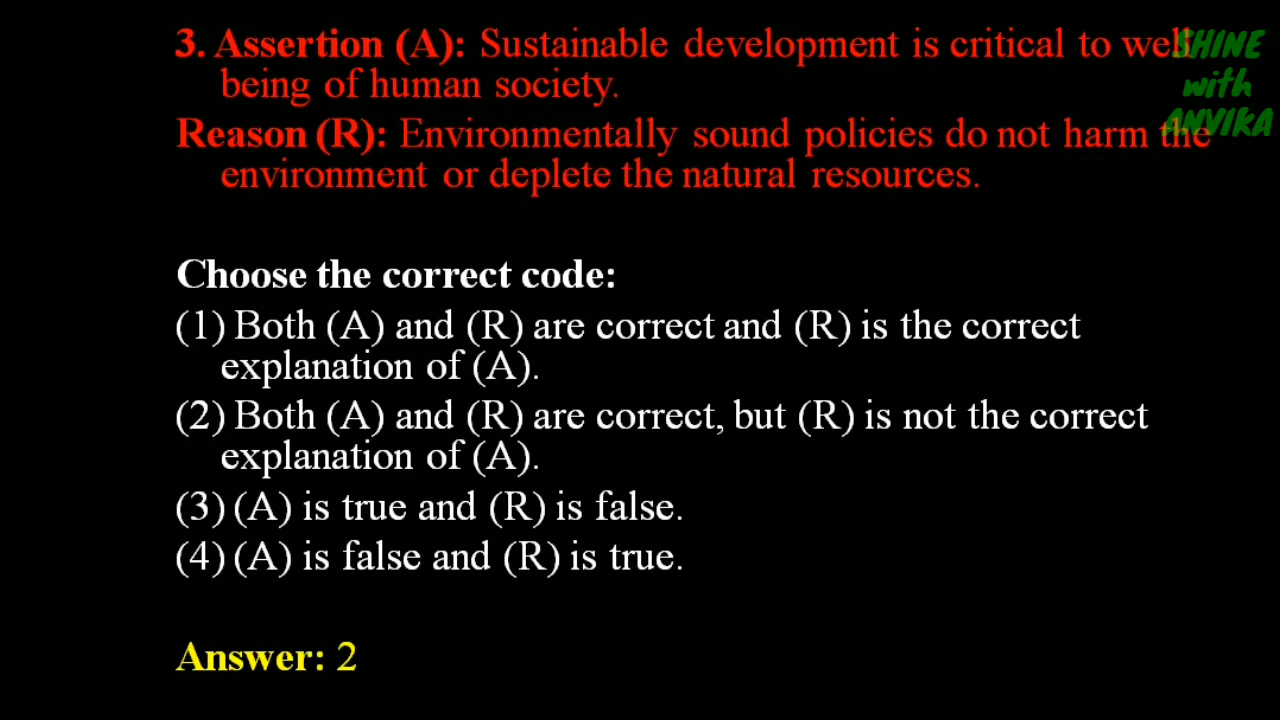 3. Assertion (A): Sustainable development is critical to well
being of human society.
Reason (R): Environmentally sound policies do not harm the
environment or deplete the natural resources.
SHINE
with
ANVIKA
Choose the correct code:
(1) Both (A) and (R) are correct and (R) is the correct
explanation of (A).
(2) Both (A) and (R) are correct, but (R) is not the correct
explanation of (A).
(3) (A) is true and (R) is false.
(4) (A) is false and (R) is true.
Answer: 2